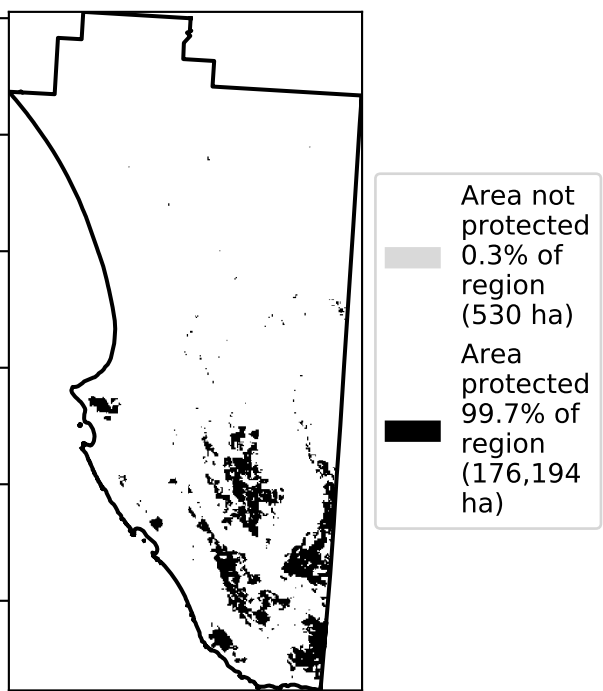 Area not
protected
0.3% of
region
(530 ha)
Area
protected
99.7% of
region
(176,194
ha)